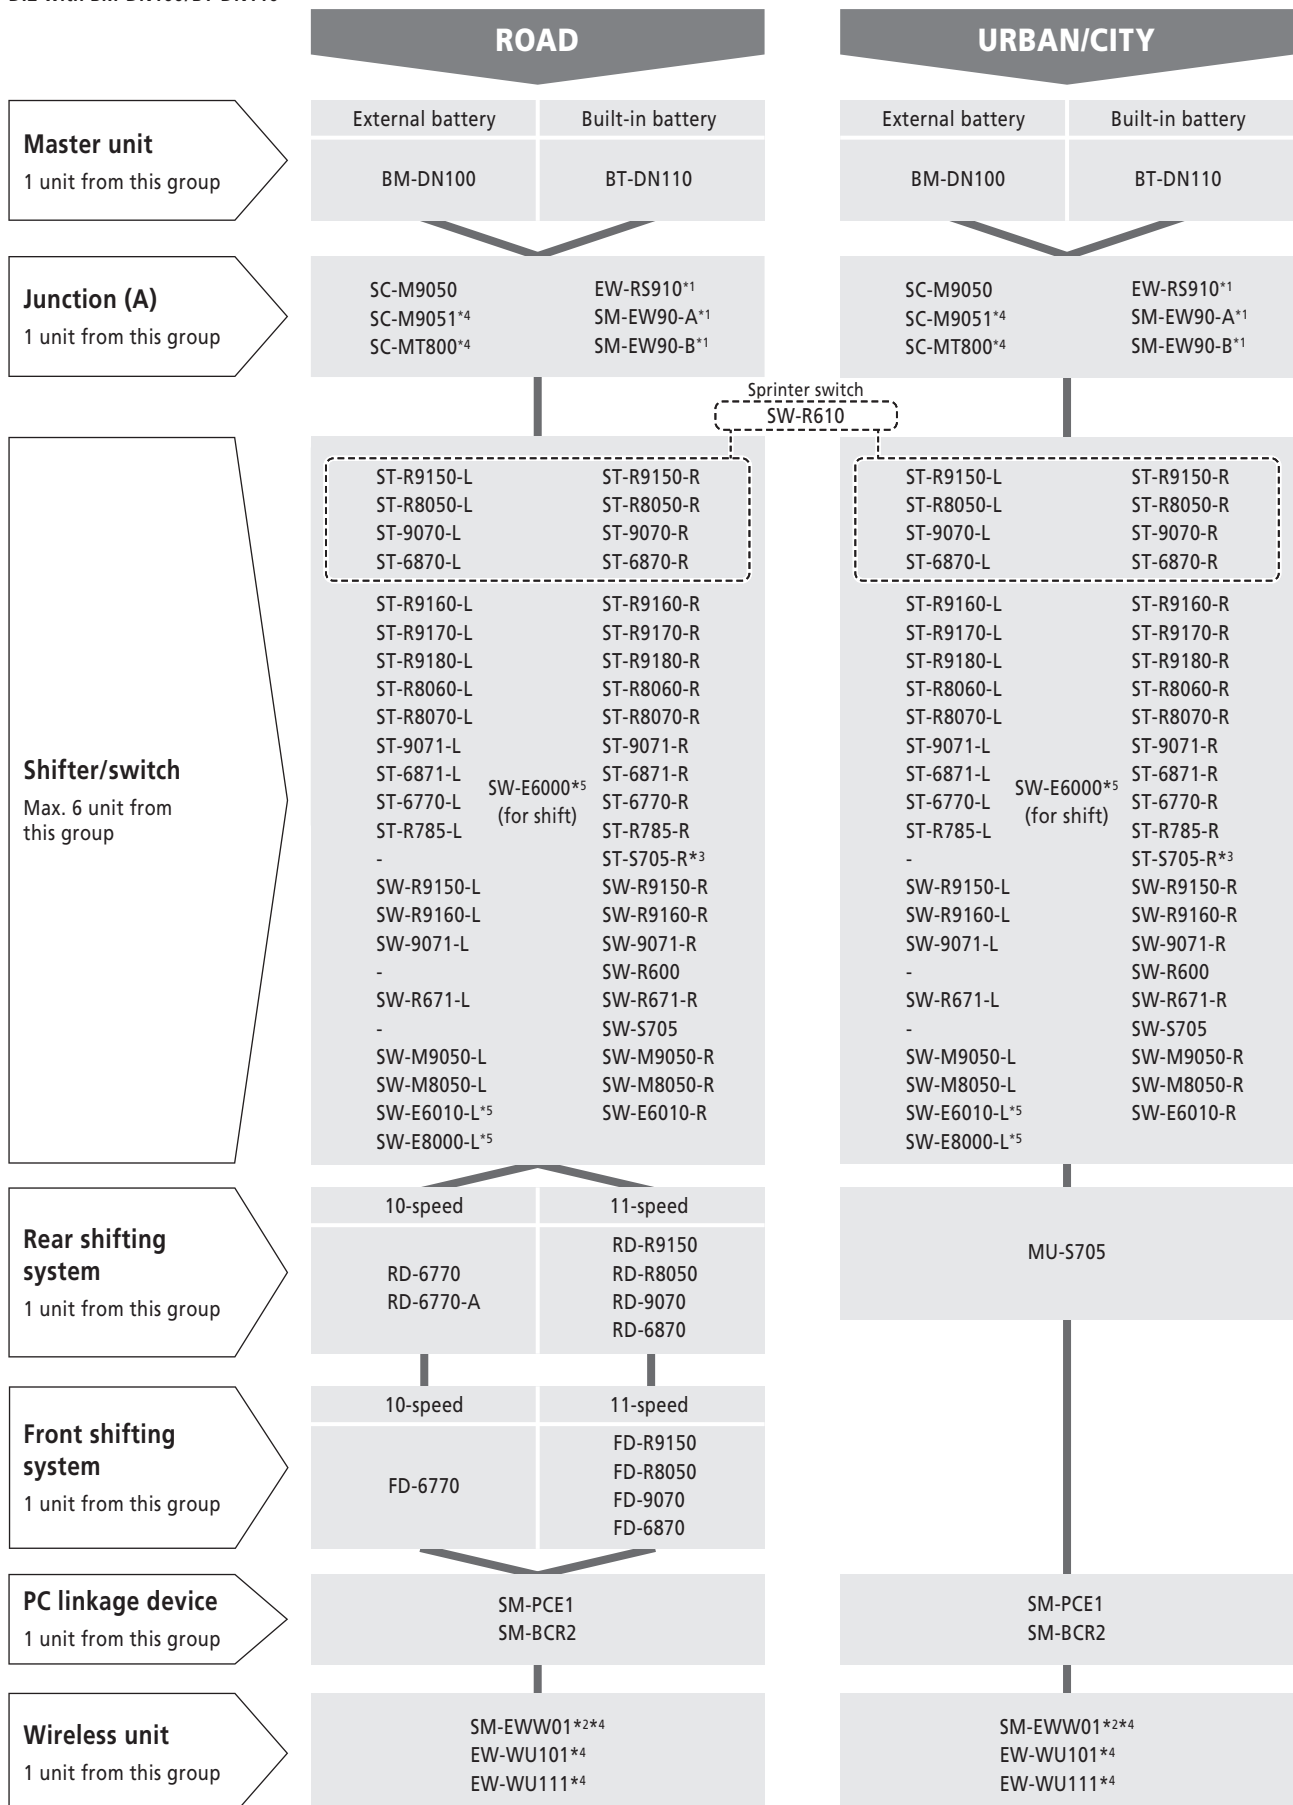 with BM-DN100/BT-DN110
ROAD
URBAN/CITY
Master unit
1 unit from this group
External battery
Built-in battery
BM-DN100
BT-DN110
External battery
Built-in battery
BM-DN100
BT-DN110
Junction (A)
1 unit from this group
SC-M9050
EW-RS910*1
SC-M9051*4
SM-EW90-A*1
SC-MT800*4
SM-EW90-B*1
SC-M9050
EW-RS910*1
SC-M9051*4
SM-EW90-A*1
SC-MT800*4
SM-EW90-B*1
Sprinter switch
SW-R610
Shifter/switch
Max. 6 unit from
this group
ST-R9150-L
ST-R9150-R
ST-R8050-L
ST-R8050-R
ST-9070-L
ST-9070-R
ST-6870-L
ST-6870-R
ST-R9160-L
ST-R9160-R
ST-R9170-L
ST-R9170-R
ST-R9180-L
ST-R9180-R
ST-R8060-L
ST-R8060-R
ST-R8070-L
ST-R8070-R
ST-9071-L
ST-9071-R
ST-6871-L
ST-6871-R
SW-E6000*5
(for shift)
ST-6770-L
ST-6770-R
ST-R785-L
ST-R785-R
-
ST-S705-R*3
SW-R9150-L
SW-R9150-R
SW-R9160-L
SW-R9160-R
SW-9071-L
SW-9071-R
-
SW-R600
SW-R671-L
SW-R671-R
-
SW-S705
SW-M9050-L
SW-M9050-R
SW-M8050-L
SW-M8050-R
SW-E6010-L*5
SW-E6010-R
SW-E8000-L*5
ST-R9150-L
ST-R9150-R
ST-R8050-L
ST-R8050-R
ST-9070-L
ST-9070-R
ST-6870-L
ST-6870-R
ST-R9160-L
ST-R9160-R
ST-R9170-L
ST-R9170-R
ST-R9180-L
ST-R9180-R
ST-R8060-L
ST-R8060-R
ST-R8070-L
ST-R8070-R
ST-9071-L
ST-9071-R
ST-6871-L
ST-6871-R
SW-E6000*5
(for shift)
ST-6770-L
ST-6770-R
ST-R785-L
ST-R785-R
-
ST-S705-R*3
SW-R9150-L
SW-R9150-R
SW-R9160-L
SW-R9160-R
SW-9071-L
SW-9071-R
-
SW-R600
SW-R671-L
SW-R671-R
-
SW-S705
SW-M9050-L
SW-M9050-R
SW-M8050-L
SW-M8050-R
SW-E6010-L*5
SW-E6010-R
SW-E8000-L*5
Rear shifting
system
1 unit from this group
10-speed
11-speed
RD-6770
RD-6770-A
RD-R9150
RD-R8050
RD-9070
RD-6870
MU-S705
Front shifting
system
1 unit from this group
10-speed
11-speed
FD-6770
FD-R9150
FD-R8050
FD-9070
FD-6870
PC linkage device
1 unit from this group
SM-PCE1
SM-BCR2
SM-PCE1
SM-BCR2
Wireless unit
1 unit from this group
SM-EWW01*2*4
EW-WU101*4
EW-WU111*4
SM-EWW01*2*4
EW-WU101*4
EW-WU111*4